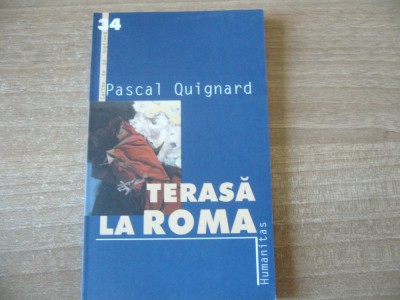 34
Pascal Quignard
TERASĂ
LA ROMA
Humanitas